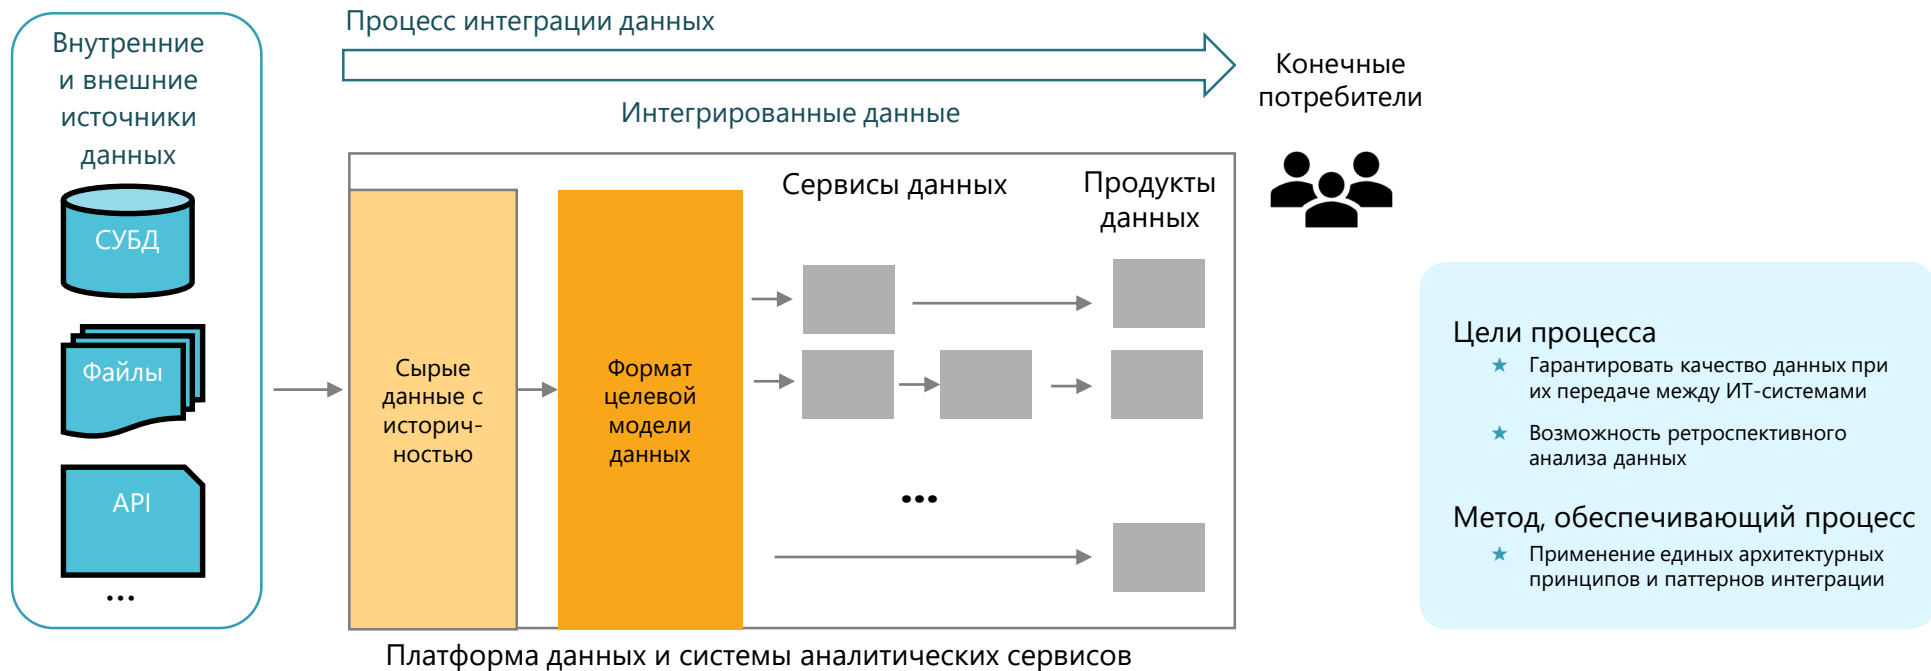 Внутренние
и внешние
источники
данных
СУБД
Файлы
API
...
Процесс интеграции данных
Интегрированные данные
Конечные
потребители
Сырые
данные с
историч-
ностью
Формат
целевой
модели
данных
Сервисы данных
Продукты
данных
...
Платформа данных и системы аналитических сервисов
Цели процесса
Гарантировать качество данных при
их передаче между ИТ-системами
Возможность ретроспективного
анализа данных
Метод, обеспечивающий процесс
Применение единых архитектурных
принципов и паттернов интеграции